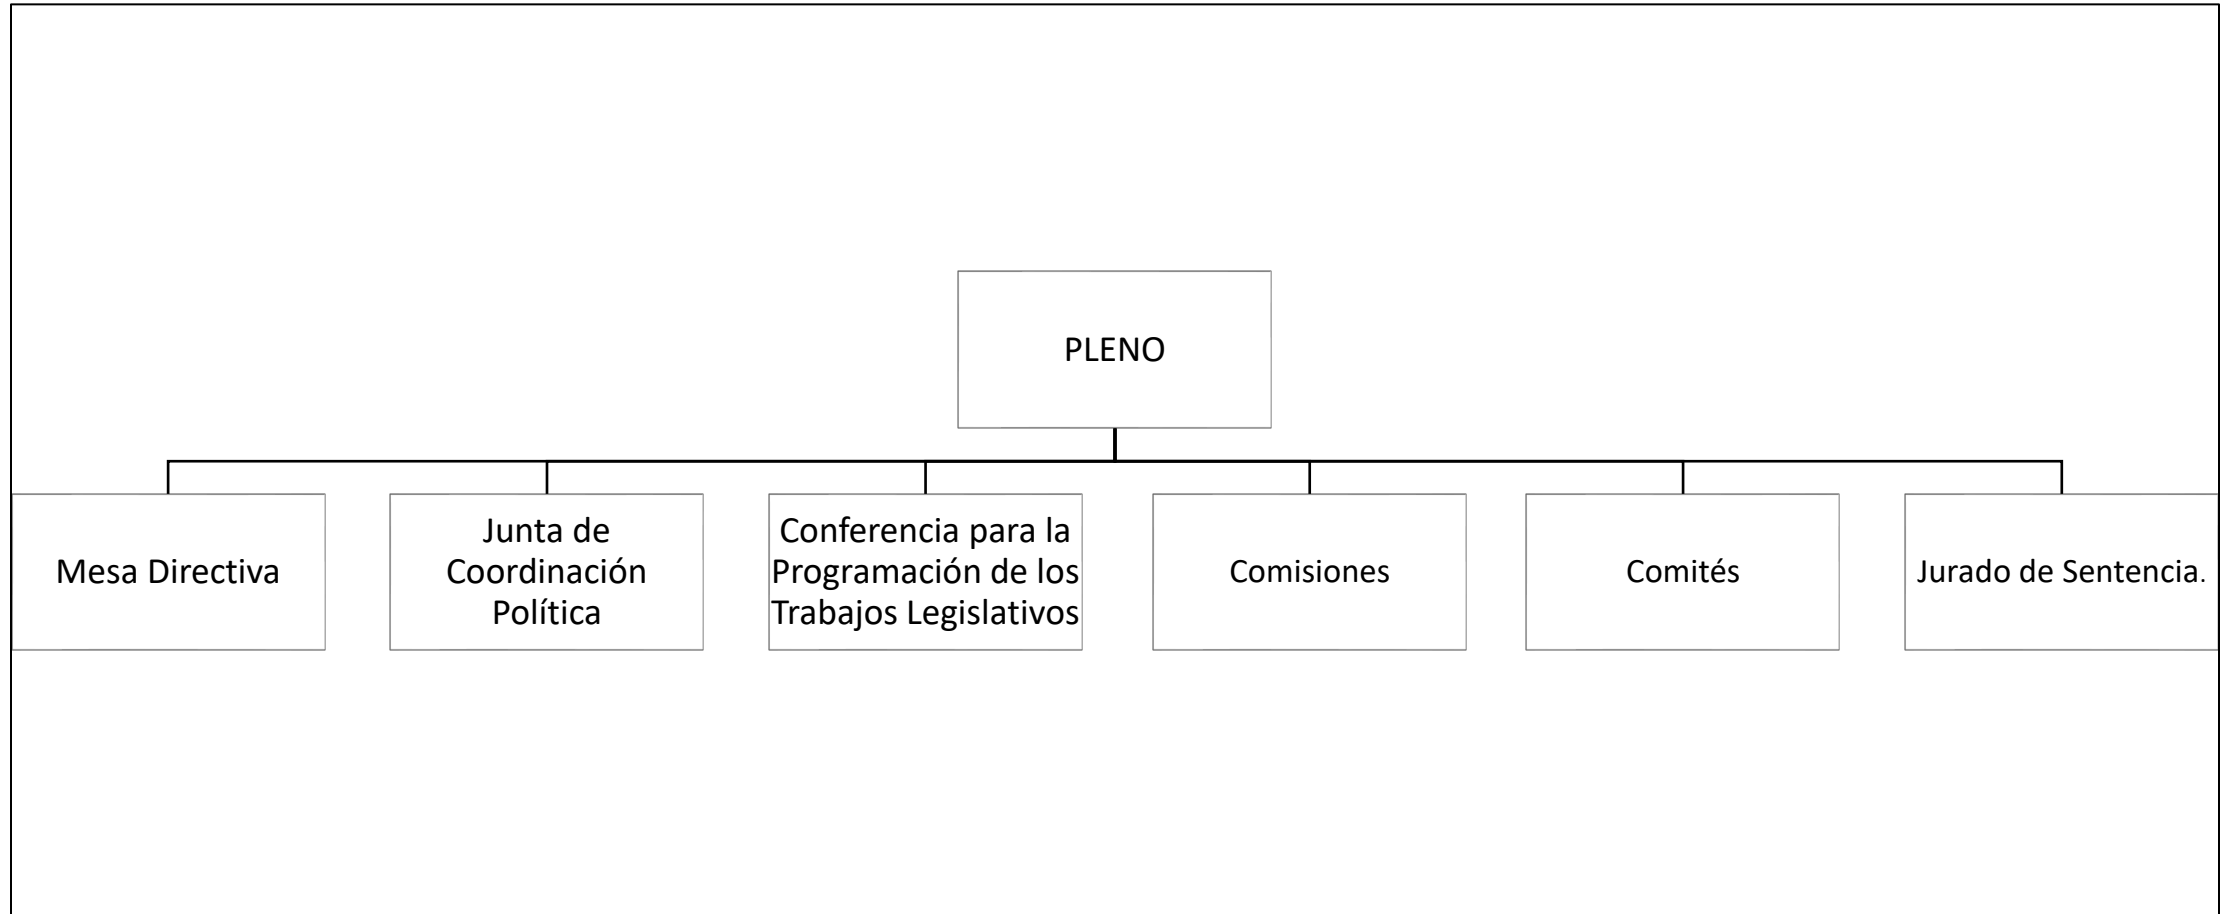 PLENO
Mesa Directiva
Junta de
Coordinación
Política
Conferencia para la
Programación de los
Trabajos Legislativos
Comisiones
Comités
Jurado de Sentencia.